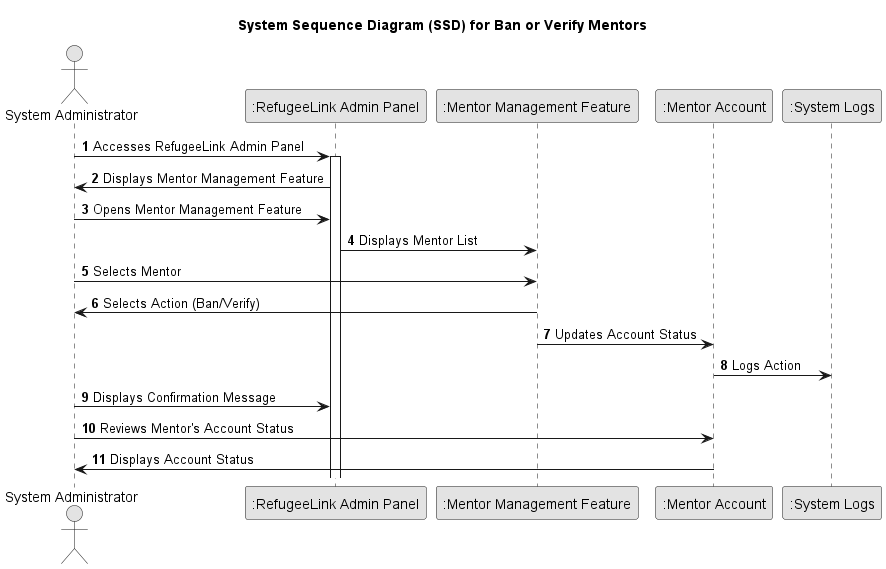 System Sequence Diagram (SSD) for Ban or Verify Mentors
System Administrator
:RefugeeLink Admin Panel
:Mentor Management Feature
:Mentor Account
:System Logs
1 Accesses RefugeeLink Admin Panel
2 Displays Mentor Management Feature
3 Opens Mentor Management Feature
4 Displays Mentor List
5 Selects Mentor
6 Selects Action (Ban/Verify)
7 Updates Account Status
8 Logs Action
9 Displays Confirmation Message
10 Reviews Mentor's Account Status
11 Displays Account Status
System Administrator
:RefugeeLink Admin Panel
:Mentor Management Feature
:Mentor Account
:System Logs